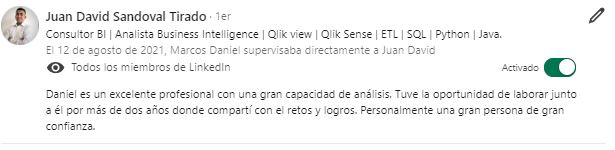 Juan David Sandoval Tirado · 1er
Consultor BI | Analista Business Intelligence | Qlik view | Qlik Sense | ETL | SQL | Python | Java.
El 12 de agosto de 2021, Marcos Daniel supervisaba directamente a Juan David
Todos los miembros de LinkedIn
Activado
Daniel es un excelente profesional con una gran capacidad de análisis. Tuve la oportunidad de laborar junto
a él por más de dos años donde compartí con el retos y logros. Personalmente una gran persona de gran
confianza.